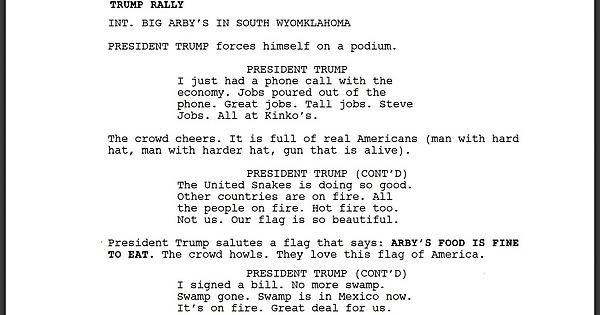 TRUMP RALLY
INT. BIG ARBY'S IN SOUTH WYOMKLAHOMA
PRESIDENT TRUMP forces himself on a podium.
PRESIDENT TRUMP
I just had a phone call with the
economy. Jobs poured out of the
phone. Great jobs. Tall jobs. Steve
Jobs. All at Kinko's.
The crowd cheers. It is full of real Americans (man with hard
hat, man with harder hat, gun that is alive).
PRESIDENT TRUMP (CONT'D)
The United Snakes is doing so good.
Other countries are on fire. All
the people on fire. Hot fire too.
Not us. Our flag is so beautiful.
President Trump salutes a flag that says: ARBY'S FOOD IS FINE
TO EAT. The crowd howls. They love this flag of America.
PRESIDENT TRUMP (CONT'D)
I signed a bill. No more swamp.
Swamp gone. Swamp is in Mexico now.
It's on fire. Great deal for us.